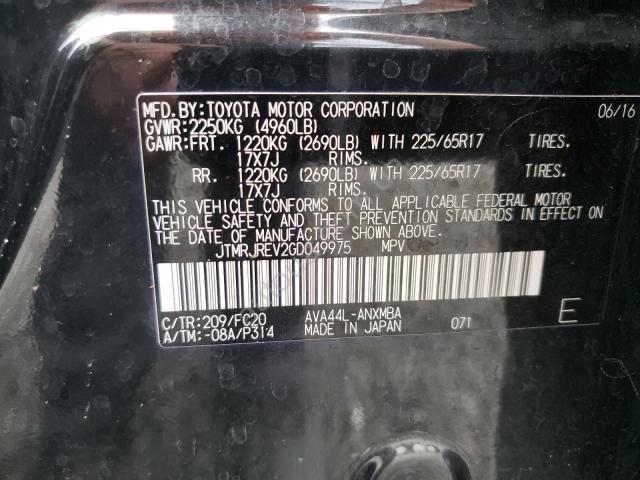 MFD.BY:TOYOTA MOTOR CORPORATION 06/16
GVWR:2250KG (4960LB)
GAWR:FRT. 1220KG (2690LB) WITH 225/65R17 TIRES.
17X7J RIMS.
RR. 1220KG (2690LB) WITH 225/65R17 TIRES.
17X7J RIMS.
THIS VEHICLE CONFORMS TO ALL APPLICABLE FEDERAL MOTOR
VEHICLE SAFETY AND THEFT PREVENTION STANDARDS IN EFFECT ON
THE DATE OF MANUFACTURE SHOWN ABOVE.
JTMRJREV2GD049975 MPV
C/TR:209/FC20 AVA44L-ANXMBA
A/TM:-08A/P314 MADE IN JAPAN 071 E